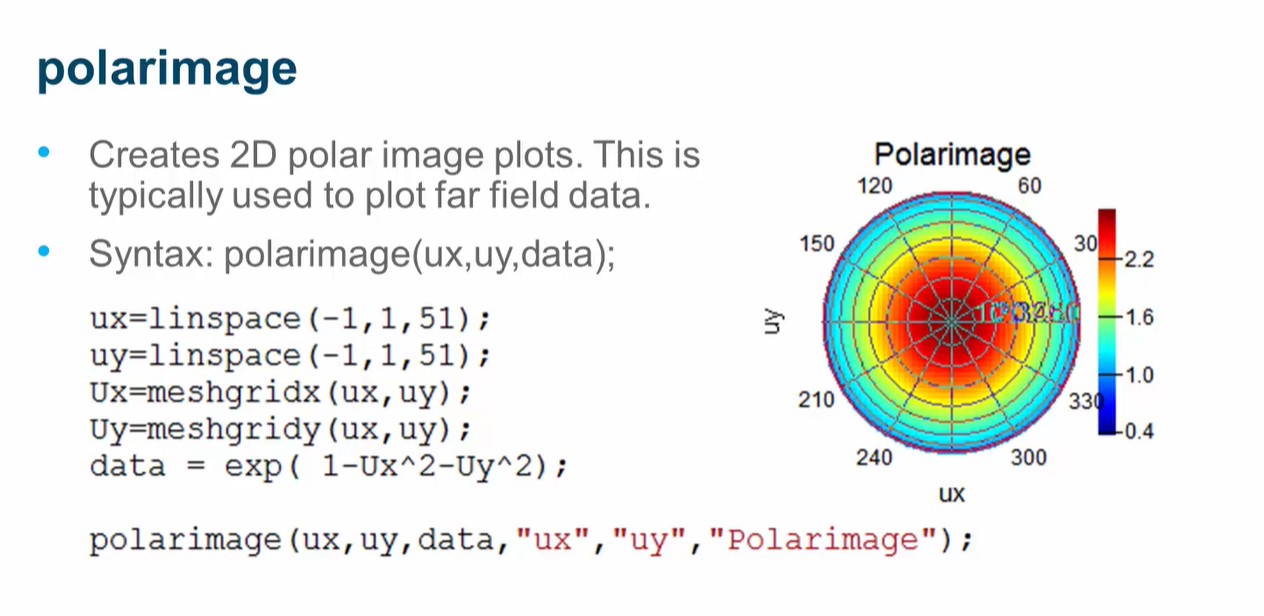 polarimage
• Creates 2D polar image plots. This is
typically used to plot far field data.
• Syntax: polarimage(ux,uy,data);
ux=linspace(-1,1,51);
uy=linspace(-1,1,51);
Ux=meshgridx(ux,uy);
Uy=meshgridy(ux,uy);
data = exp( 1-Ux^2-Uy^2);
polarimage(ux,uy,data,"ux","uy","Polarimage");
Polarimage
120
60
150
30
210
330
240
300
uy
ux
2.2
1.6
1.0
0.4